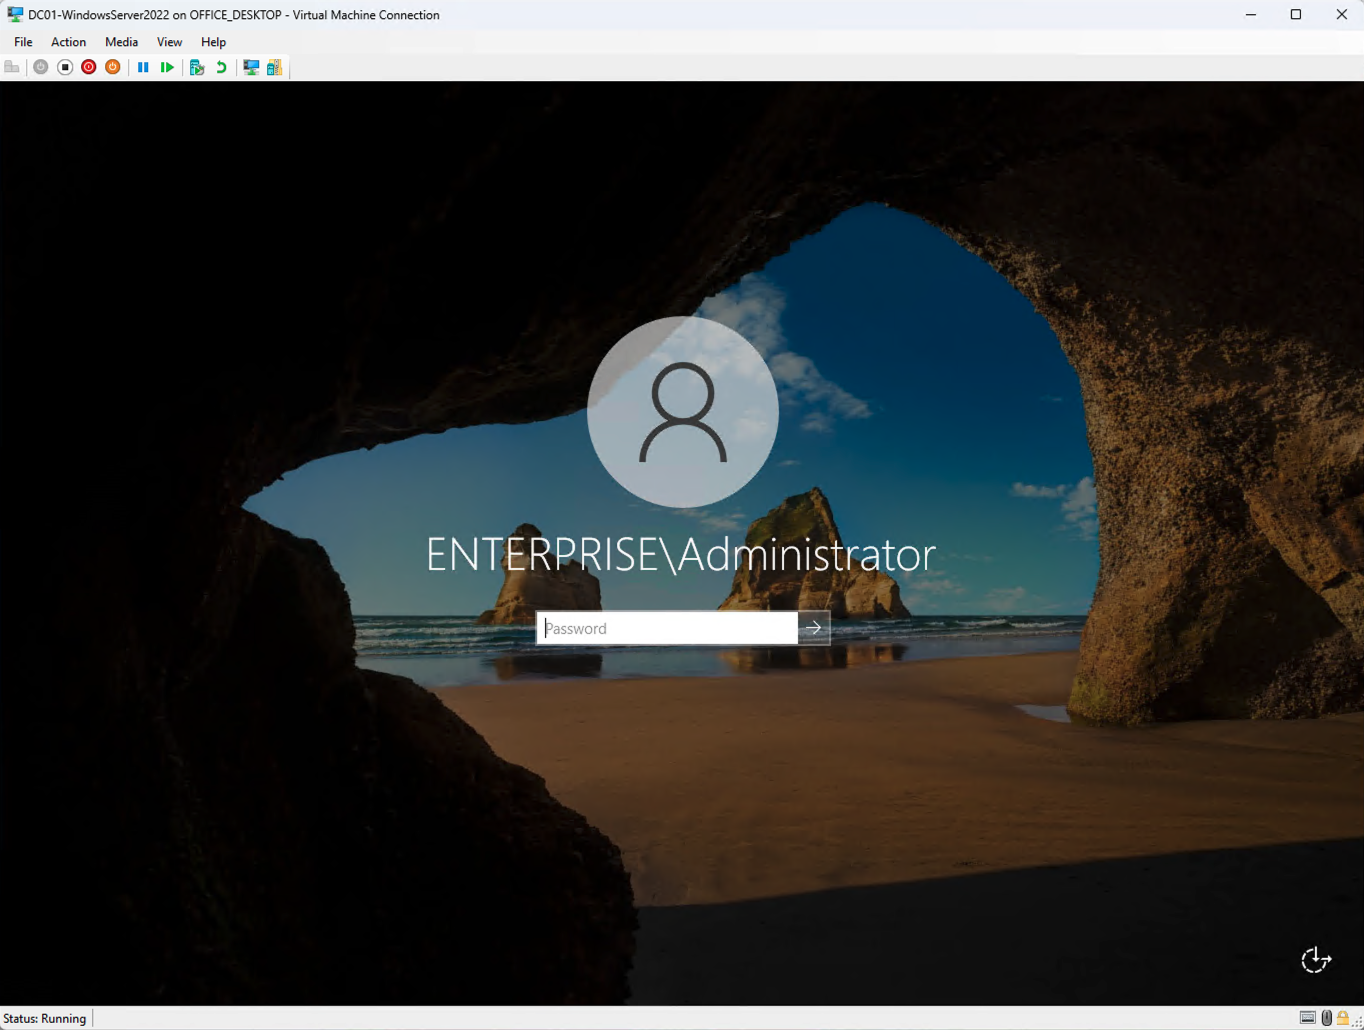 DC01-WindowsServer2022 on OFFICE_DESKTOP - Virtual Machine Connection
File Action Media View Help
ENTERPRISE\Administrator
Password
Status: Running